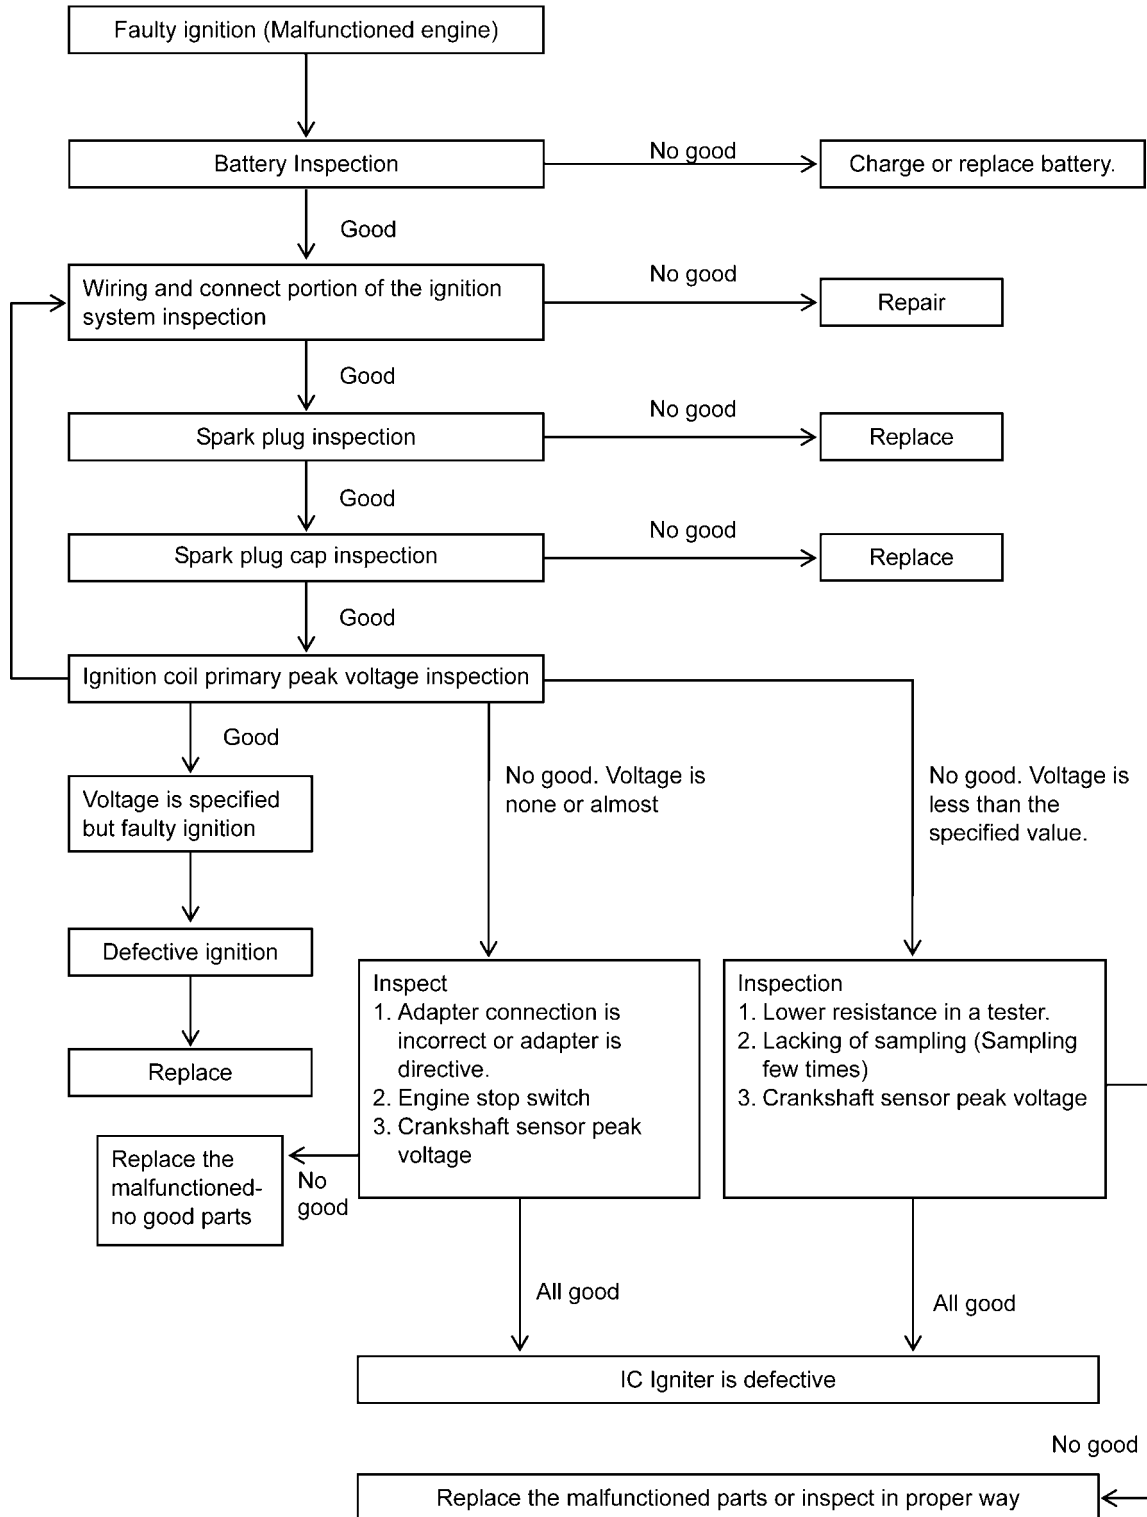 Faulty ignition (Malfunctioned engine)
Battery Inspection
No good
Charge or replace battery.
Good
Wiring and connect portion of the ignition
system inspection
No good
Repair
Good
Spark plug inspection
No good
Replace
Good
Spark plug cap inspection
No good
Replace
Good
Ignition coil primary peak voltage inspection
Good
Voltage is specified
but faulty ignition
Defective ignition
Replace
No good. Voltage is
none or almost
No good. Voltage is
less than the
specified value.
Inspect
1. Adapter connection is
incorrect or adapter is
directive.
2. Engine stop switch
3. Crankshaft sensor peak
voltage
Inspection
1. Lower resistance in a tester.
2. Lacking of sampling (Sampling
few times)
3. Crankshaft sensor peak voltage
No
good
Replace the
malfunctioned-
no good parts
All good
All good
IC Igniter is defective
No good
Replace the malfunctioned parts or inspect in proper way